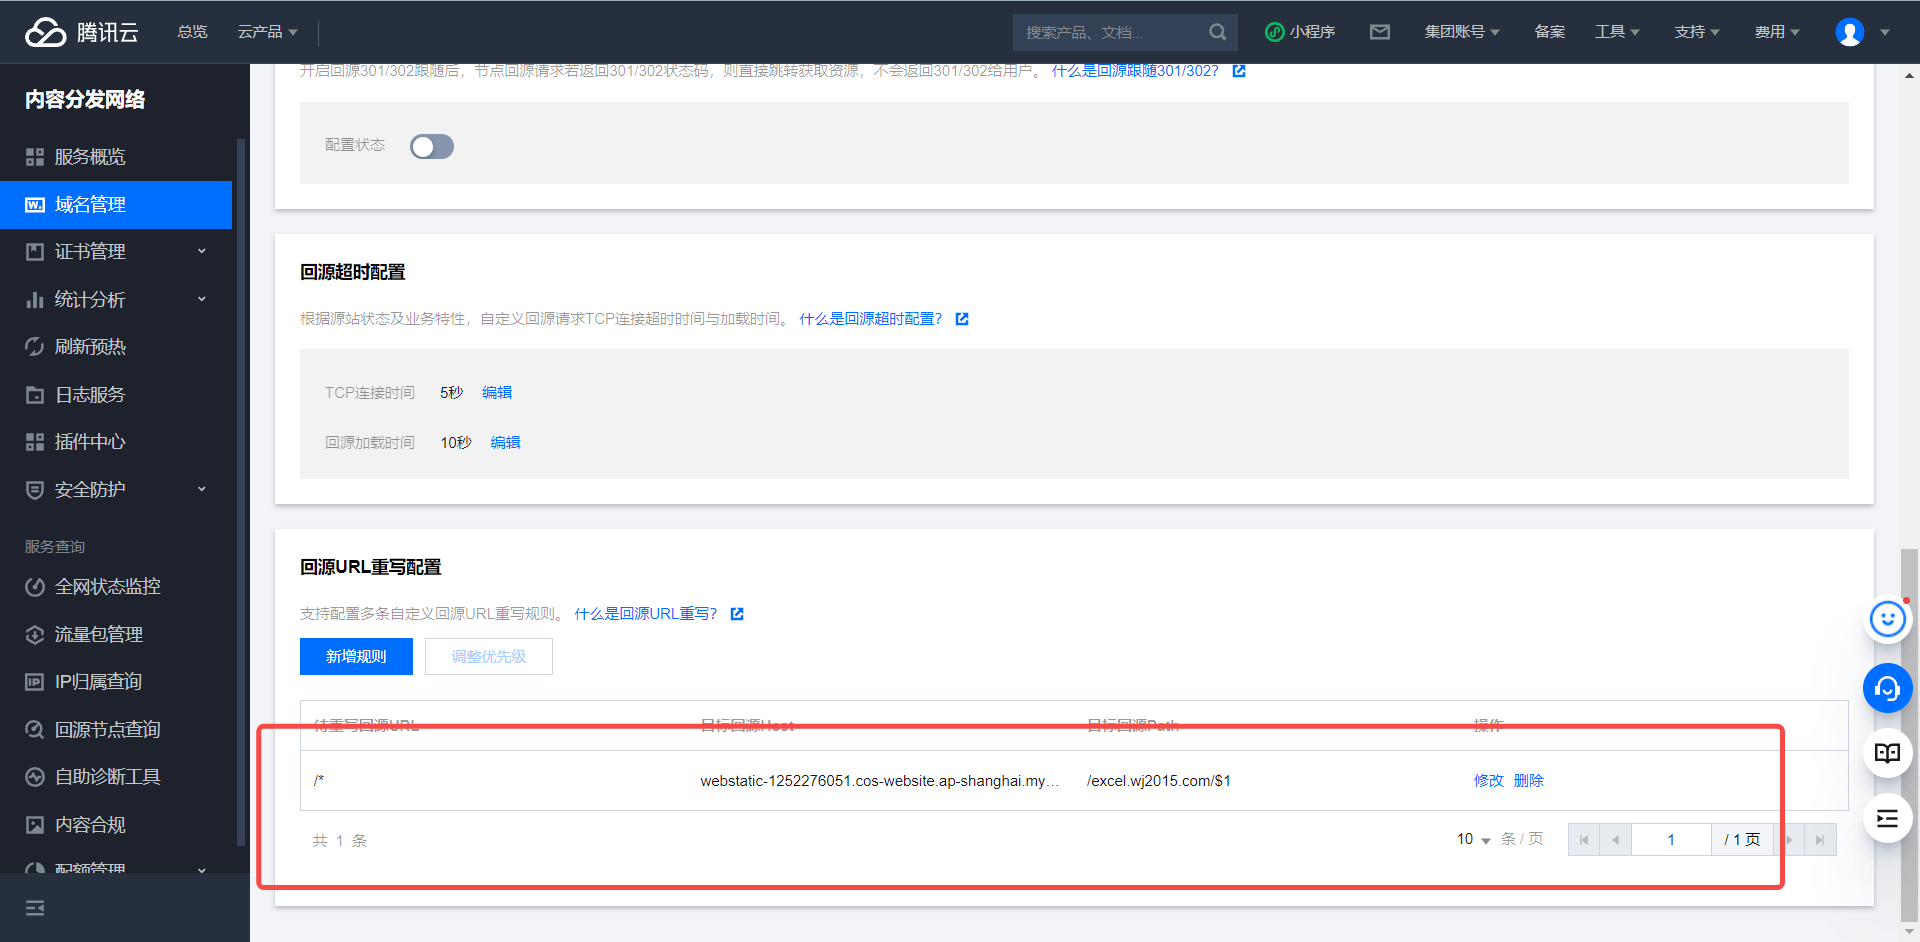 腾讯云
总览
云产品
搜索产品、文档...
小程序
集团账号
备案
工具
支持
费用
内容分发网络
服务概览
域名管理
证书管理
统计分析
刷新预热
日志服务
插件中心
安全防护
服务查询
全网状态监控
流量包管理
IP归属查询
回源节点查询
自助诊断工具
内容合规
配额管理
开启回源301/302跟随后，节点回源请求若返回301/302状态码，则直接跳转获取资源，不会返回301/302给用户。 什么是回源跟随301/302?
配置状态
回源超时配置
根据源站状态及业务特性，自定义回源请求TCP连接超时时间与加载时间。 什么是回源超时配置?
TCP连接时间 5秒 编辑
回源加载时间 10秒 编辑
回源URL重写配置
支持配置多条自定义回源URL重写规则。 什么是回源URL重写?
新增规则 调整优先级
待重写回源URL 目标回源Host 目标回源Path 操作
/* webstatic-1252276051.cos-website.ap-shanghai.my... /excel.wj2015.com/$1 修改 删除
共 1 条 10 条 / 页 1 / 1 页